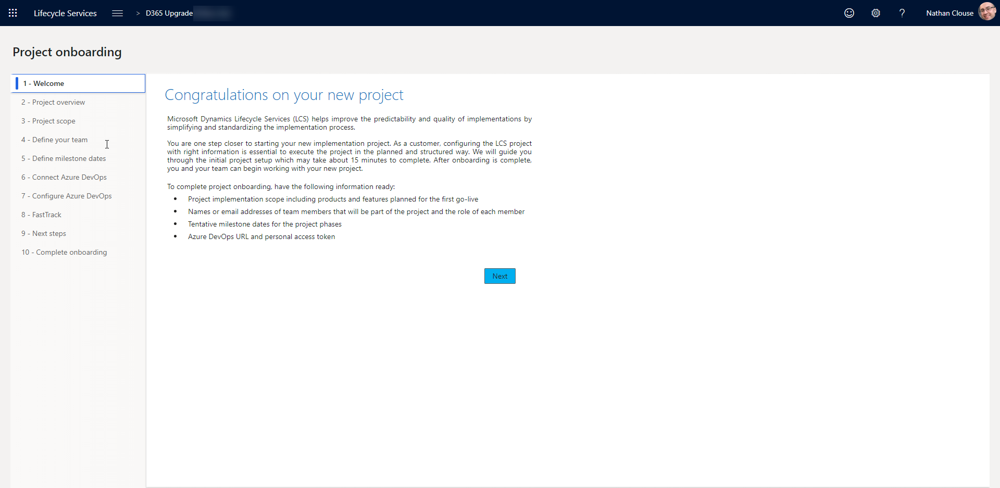 Lifecycle Services > D365 Upgrade ? Nathan Clouse
Project onboarding
1 - Welcome
2 - Project overview
3 - Project scope
4 - Define your team
5 - Define milestone dates
6 - Connect Azure DevOps
7 - Configure Azure DevOps
8 - FastTrack
9 - Next steps
10 - Complete onboarding
Congratulations on your new project
Microsoft Dynamics Lifecycle Services (LCS) helps improve the predictability and quality of implementations by
simplifying and standardizing the implementation process.
You are one step closer to starting your new implementation project. As a customer, configuring the LCS project
with right information is essential to execute the project in the planned and structured way. We will guide you
through the initial project setup which may take about 15 minutes to complete. After onboarding is complete,
you and your team can begin working with your new project.
To complete project onboarding, have the following information ready:
• Project implementation scope including products and features planned for the first go-live
• Names or email addresses of team members that will be part of the project and the role of each member
• Tentative milestone dates for the project phases
• Azure DevOps URL and personal access token
Next